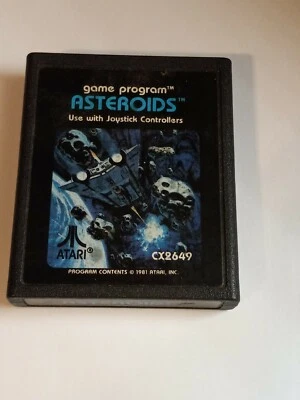 game program™
ASTEROIDS™
Use with Joystick Controllers
ATARI®
CX2649
PROGRAM CONTENTS © 1981 ATARI, INC.